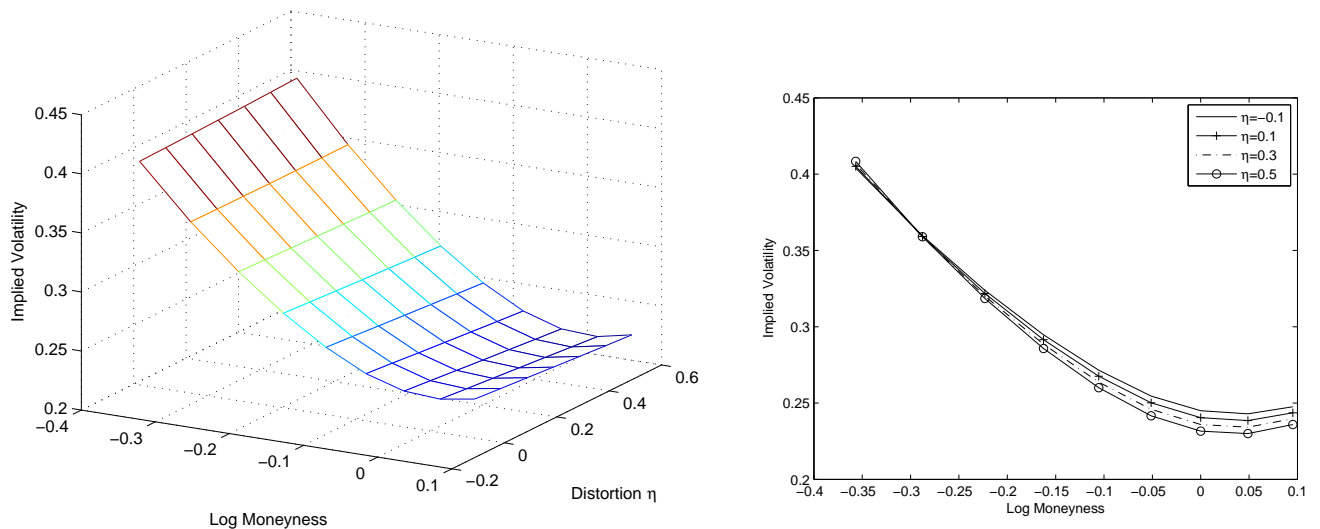 0.45
0.4
0.35
0.3
0.25
0.2
Implied Volatility
−0.4
−0.3
−0.2
−0.1
0
0.1
Log Moneyness
−0.2
0
0.2
0.4
0.6
Distortion η
0.45
0.4
0.35
0.3
0.25
0.2
Implied Volatility
−0.4 −0.35 −0.3 −0.25 −0.2 −0.15 −0.1 −0.05 0 0.05 0.1
Log Moneyness
η=−0.1
η=0.1
η=0.3
η=0.5